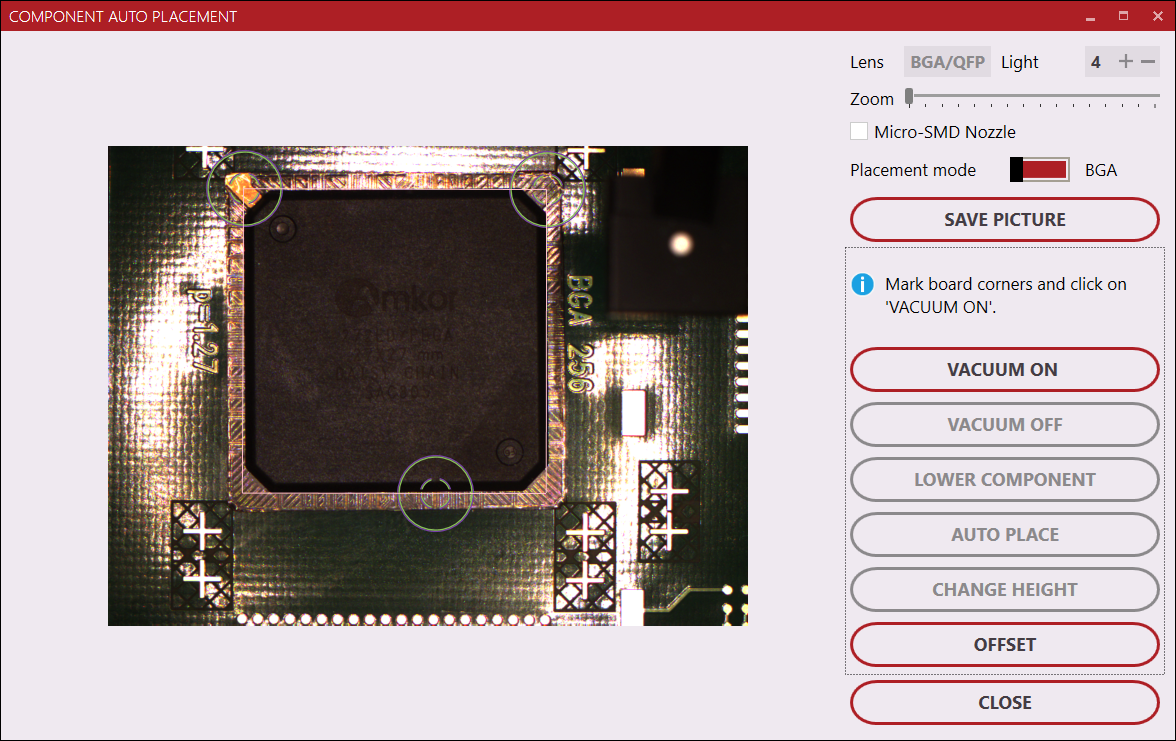 COMPONENT AUTO PLACEMENT
Lens BGA/QFP Light 4
Zoom
Micro-SMD Nozzle
Placement mode BGA
SAVE PICTURE
Mark board corners and click on
'VACUUM ON'.
VACUUM ON
VACUUM OFF
LOWER COMPONENT
AUTO PLACE
CHANGE HEIGHT
OFFSET
CLOSE
p=1.27
Amkor
BGA 256